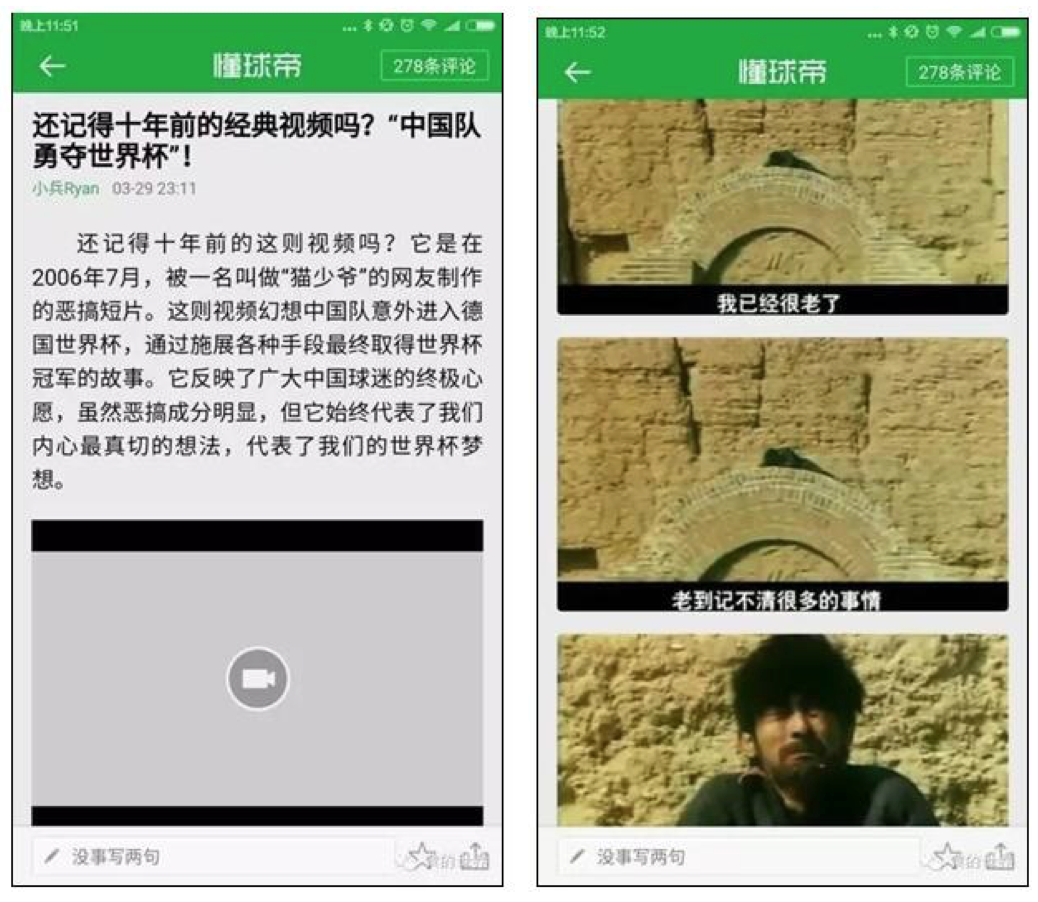 晚上11:51
懂球帝
278条评论
还记得十年前的经典视频吗？“中国队
勇夺世界杯”！
小兵Ryan 03-29 23:11
还记得十年前的这则视频吗？它是在
2006年7月，被一名叫做“猫少爷”的网友制作
的恶搞短片。这则视频幻想中国队意外进入德
国世界杯，通过施展各种手段最终取得世界杯
冠军的故事。它反映了广大中国球迷的终极心
愿，虽然恶搞成分明显，但它始终代表了我们
内心最真切的想法，代表了我们的世界杯梦
想。
没事写两句
晚上11:52
懂球帝
278条评论
我已经很老了
老到记不清很多的事情
没事写两句